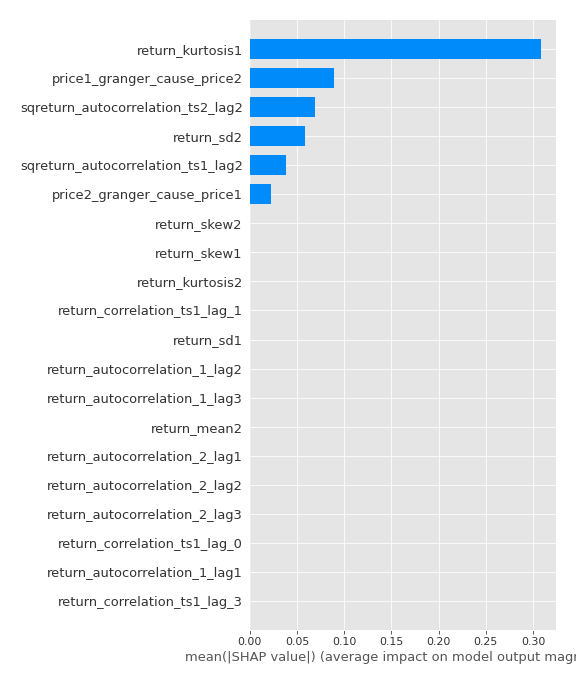 return_kurtosis1
price1_granger_cause_price2
sqreturn_autocorrelation_ts2_lag2
return_sd2
sqreturn_autocorrelation_ts1_lag2
price2_granger_cause_price1
return_skew2
return_skew1
return_kurtosis2
return_correlation_ts1_lag_1
return_sd1
return_autocorrelation_1_lag2
return_autocorrelation_1_lag3
return_mean2
return_autocorrelation_2_lag1
return_autocorrelation_2_lag2
return_autocorrelation_2_lag3
return_correlation_ts1_lag_0
return_autocorrelation_1_lag1
return_correlation_ts1_lag_3
0.00 0.05 0.10 0.15 0.20 0.25 0.30
mean(|SHAP value|) (average impact on model output magn